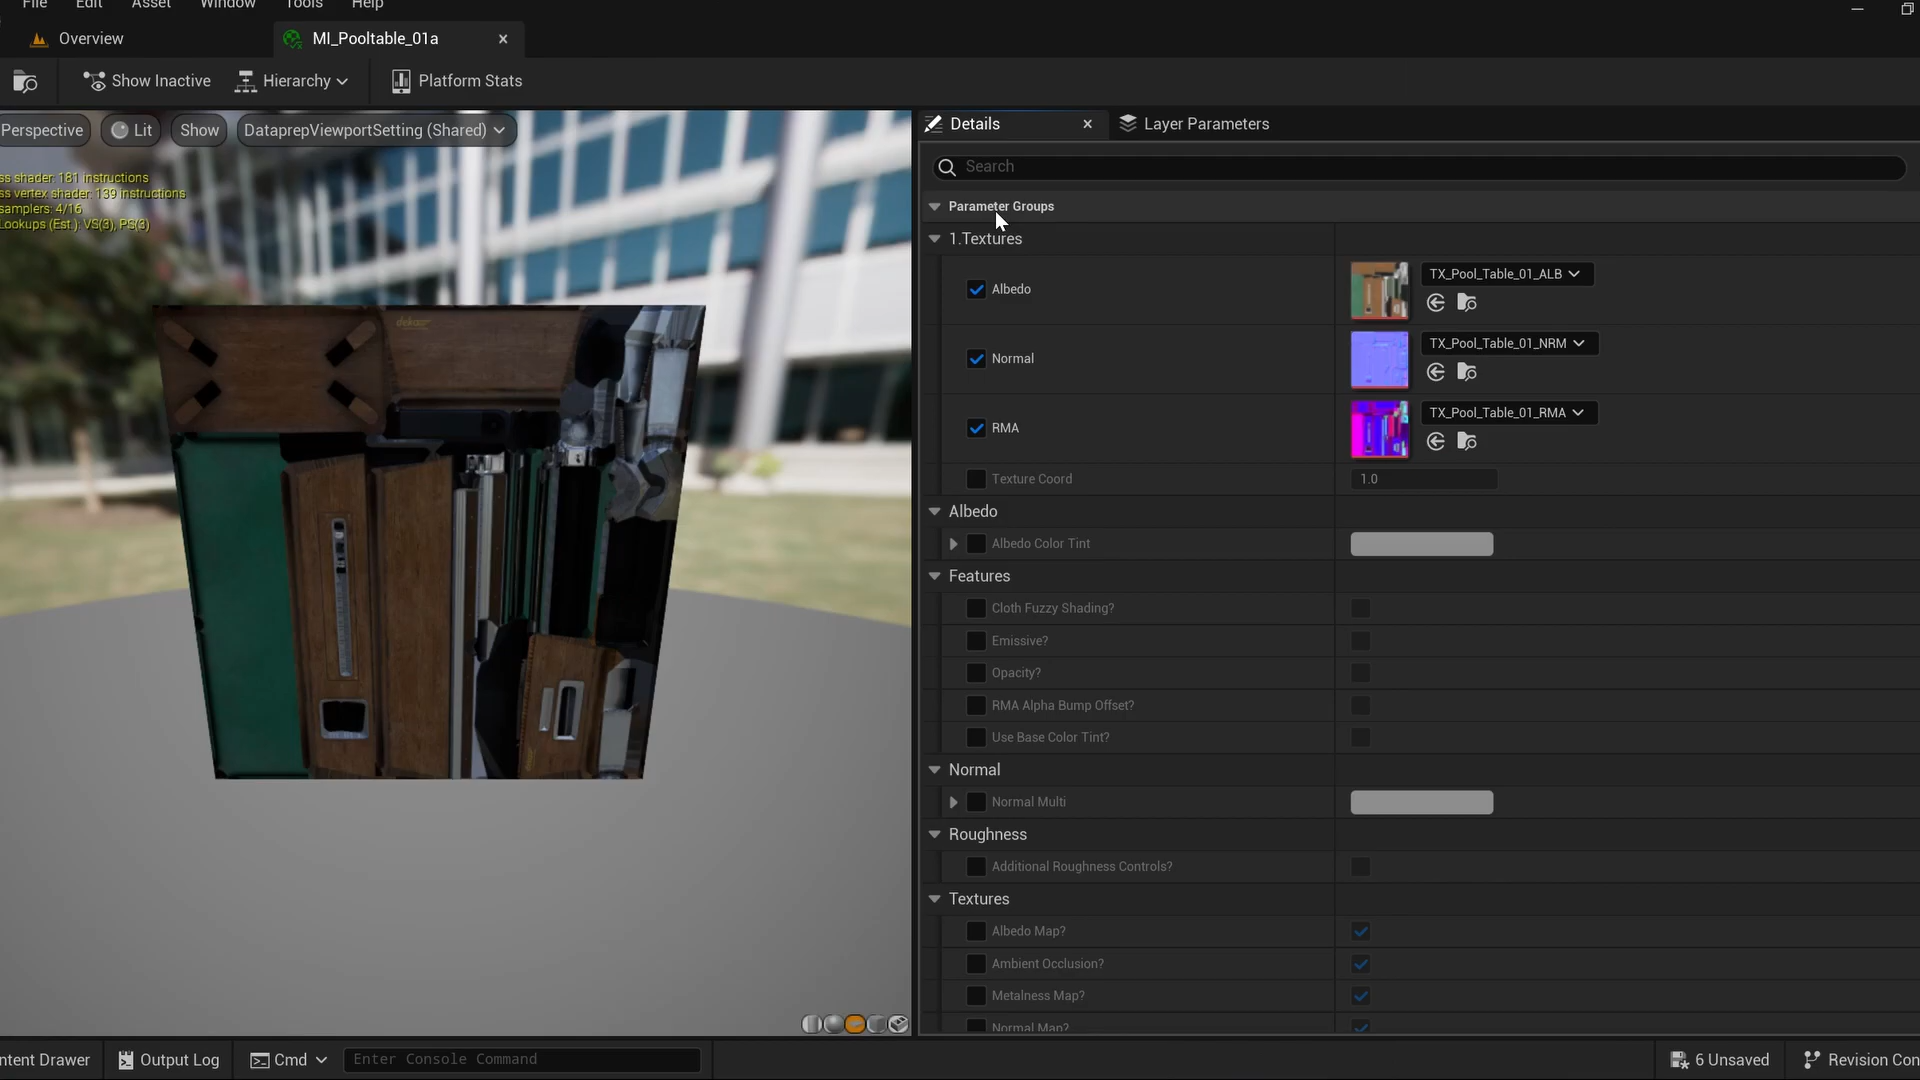 File Edit Asset Window Tools Help
Overview MI_Pooltable_01a
Show Inactive Hierarchy Platform Stats
Perspective Lit Show DataprepViewportSetting (Shared)
ss shader: 181 instructions
ss vertex shader: 139 instructions
samplers: 4/16
Lookups (Est.): VS(3), PS(3)
dekazr
Details Layer Parameters
Search
Parameter Groups
1.Textures
Albedo TX_Pool_Table_01_ALB
Normal TX_Pool_Table_01_NRM
RMA TX_Pool_Table_01_RMA
Texture Coord 1.0
Albedo
Albedo Color Tint
Features
Cloth Fuzzy Shading?
Emissive?
Opacity?
RMA Alpha Bump Offset?
Use Base Color Tint?
Normal
Normal Multi
Roughness
Additional Roughness Controls?
Textures
Albedo Map?
Ambient Occlusion?
Metalness Map?
Normal Map?
ntent Drawer Output Log Cmd Enter Console Command 6 Unsaved Revision Con